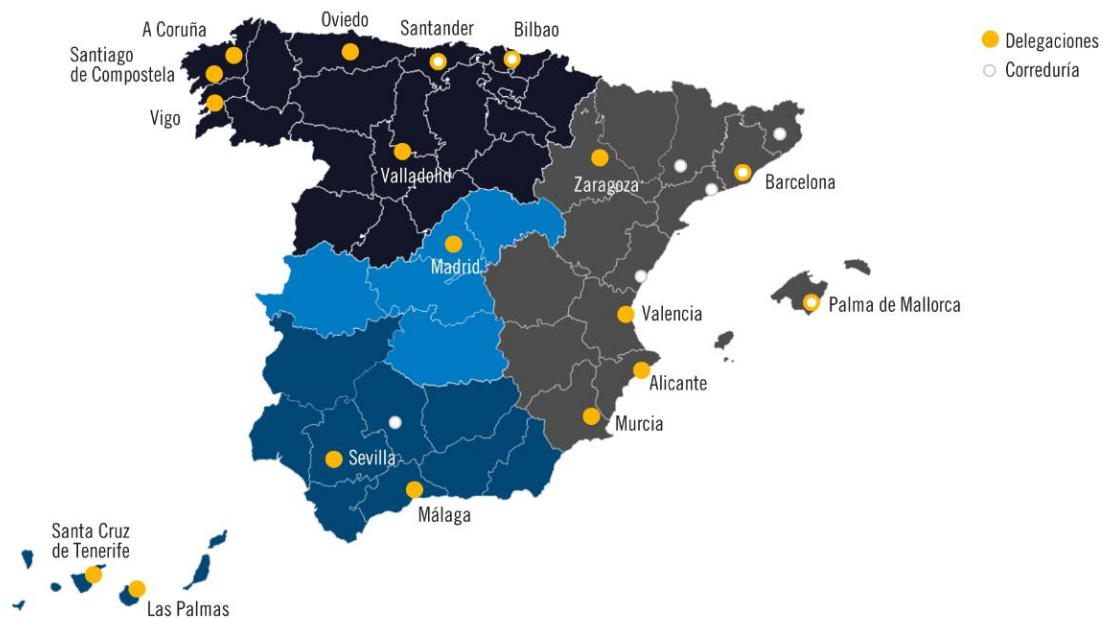 Oviedo
A Coruña
Santander
Bilbao
Delegaciones
Santiago
de Compostela
Correduría
Vigo
Valladolid
Zaragoza
Barcelona
Madrid
Palma de Mallorca
Valencia
Alicante
Murcia
Sevilla
Málaga
Santa Cruz
de Tenerife
Las Palmas